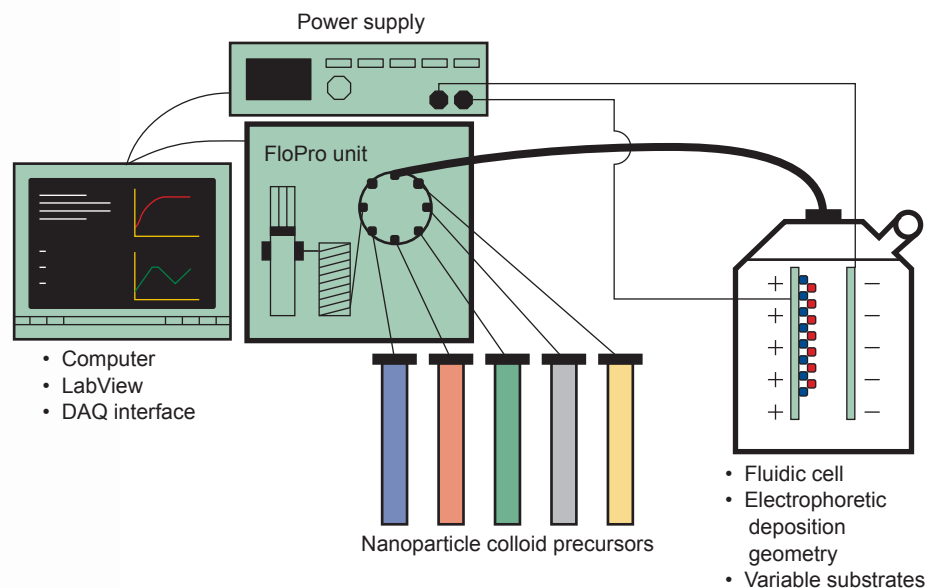 Power supply
FloPro unit
• Computer
• LabView
• DAQ interface
+ −
+ −
+ −
+ −
+ −
Nanoparticle colloid precursors
• Fluidic cell
• Electrophoretic
deposition
geometry
• Variable substrates